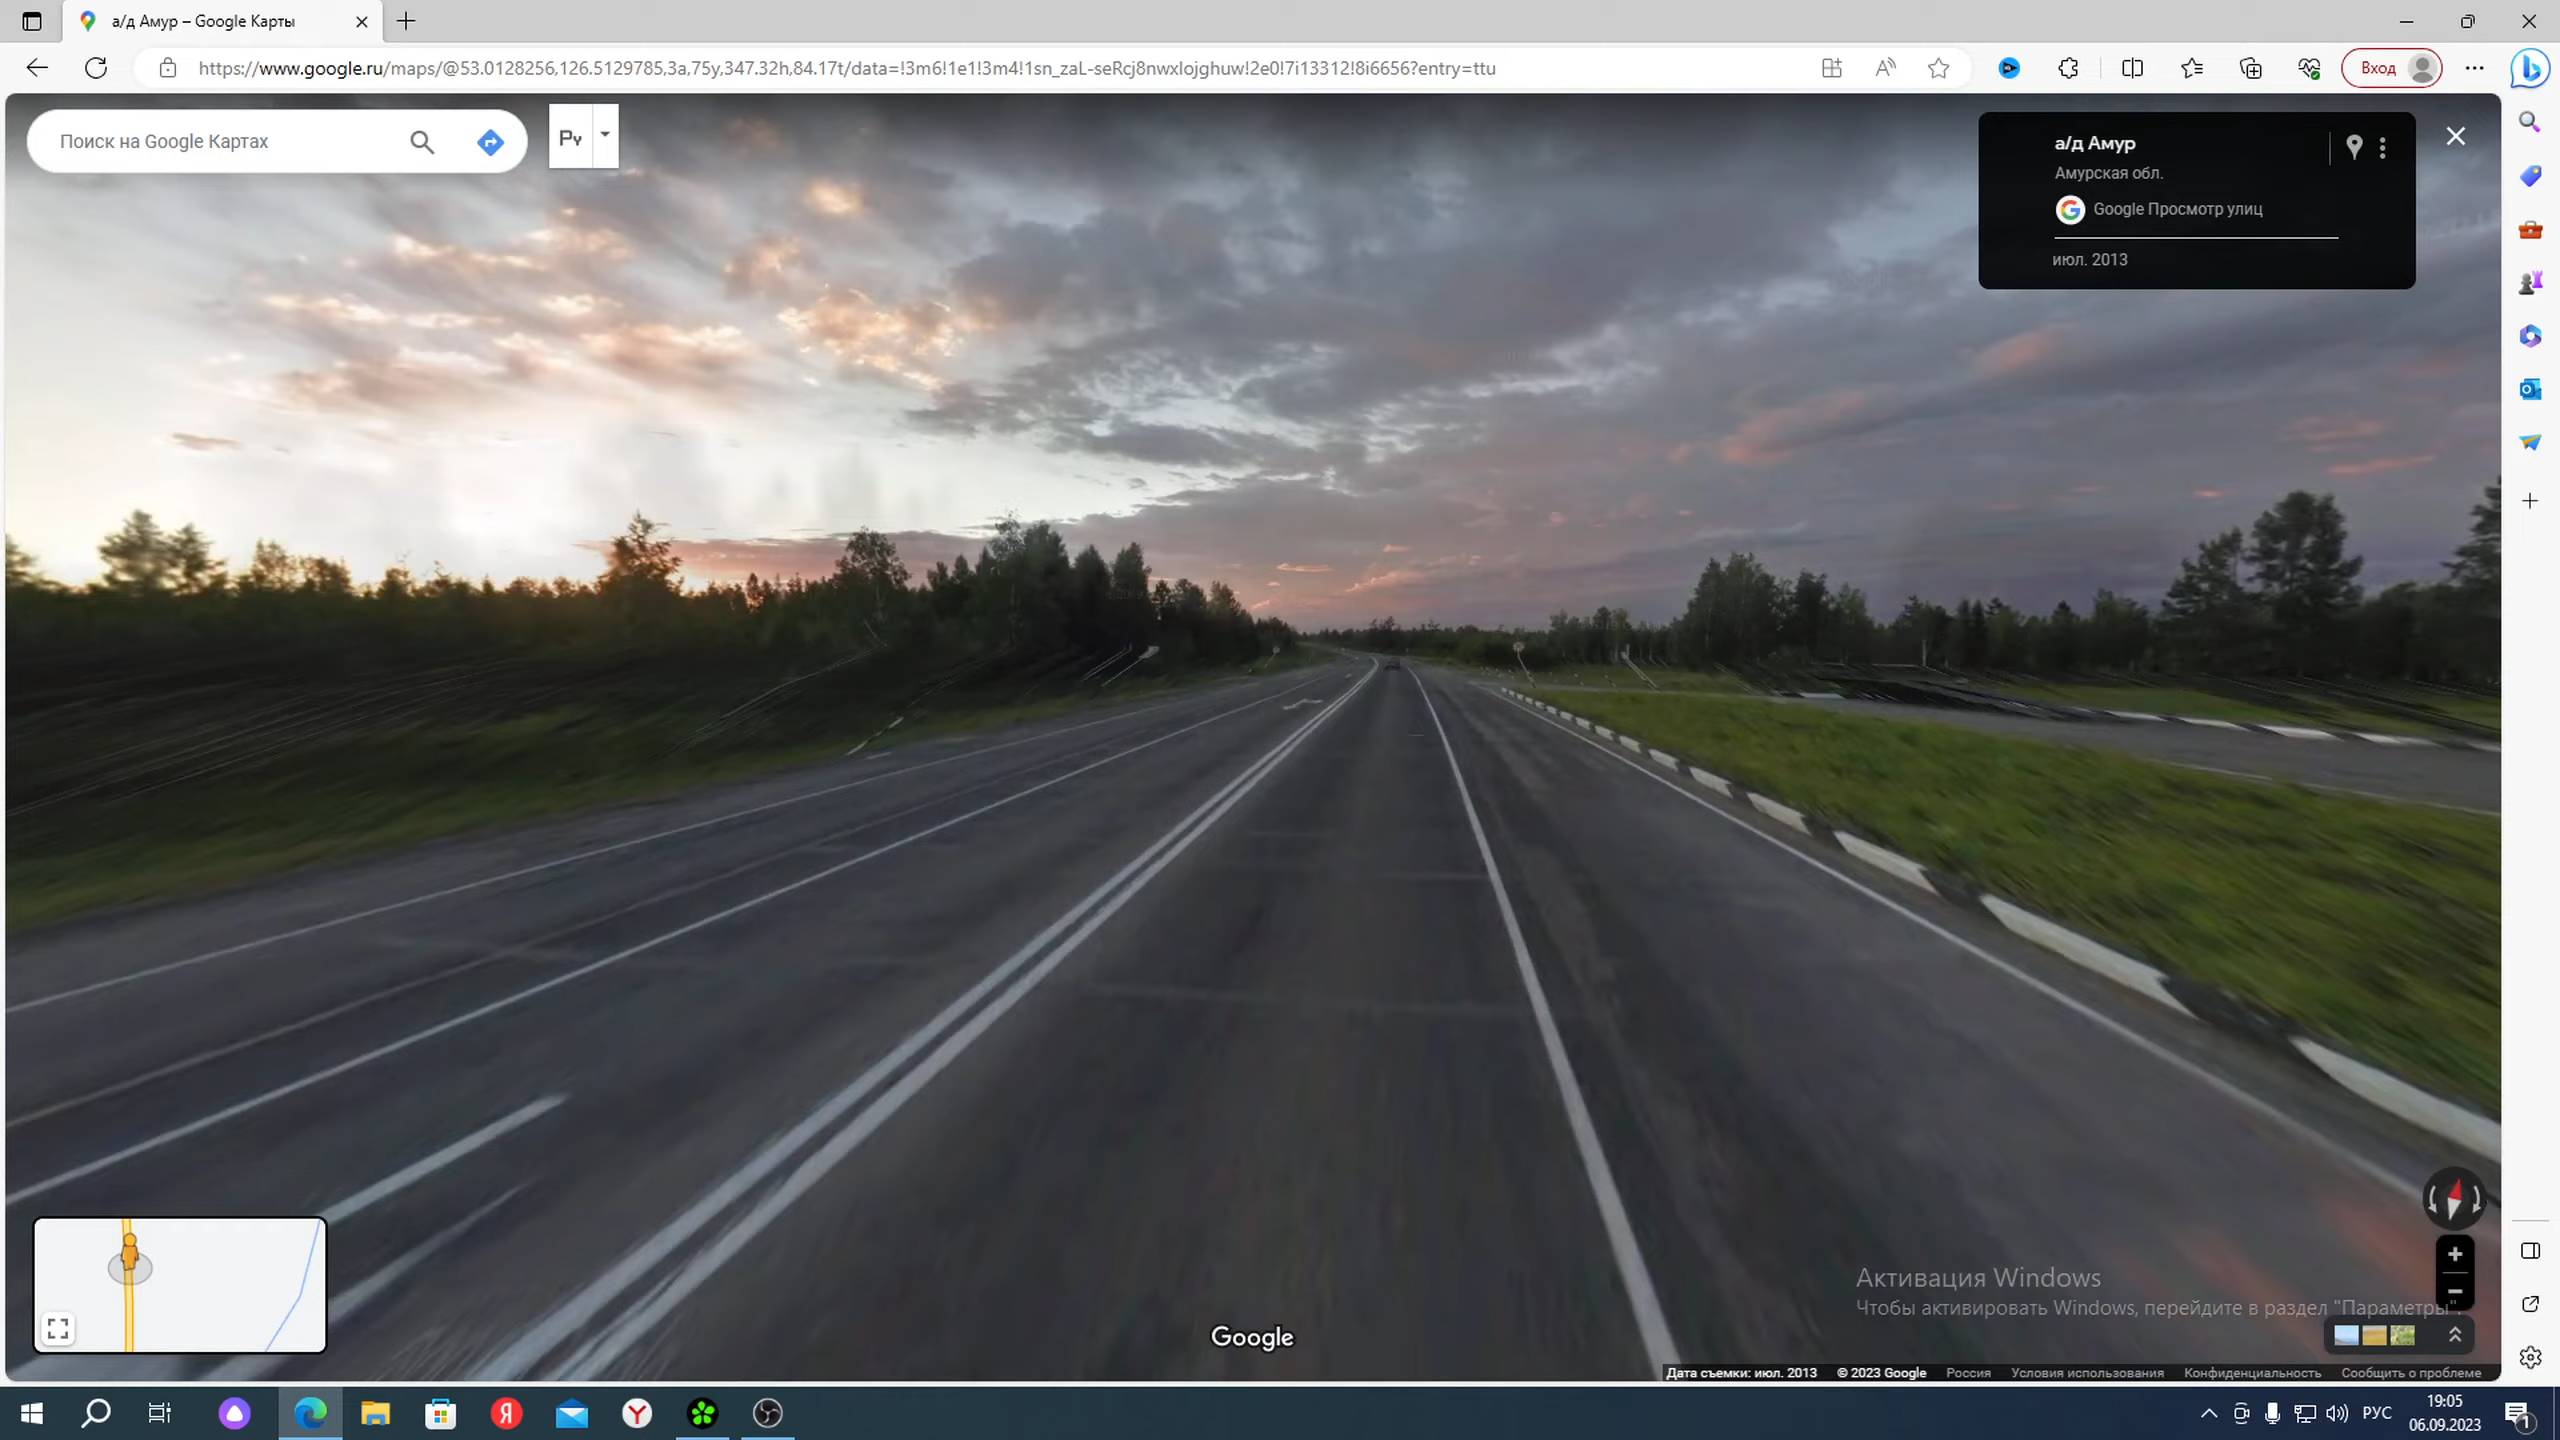 а/д Амур – Google Карты
https://www.google.ru/maps/@53.0128256,126.5129785,3a,75y,347.32h,84.17t/data=!3m6!1e1!3m4!1sn_zaL-seRcj8nwxlojghuw!2e0!7i13312!8i6656?entry=ttu
Вход
Поиск на Google Картах
Ру
а/д Амур
Амурская обл.
Google Просмотр улиц
июл. 2013
Активация Windows
Чтобы активировать Windows, перейдите в раздел "Параметры".
Google
Дата съемки: июл. 2013 © 2023 Google Россия Условия использования Конфиденциальность Сообщить о проблеме
РУС
19:05
06.09.2023
1